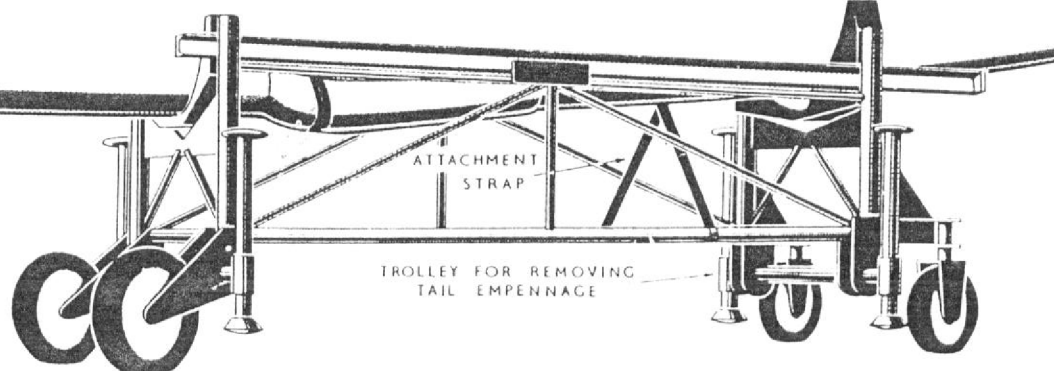 ATTACHMENT
STRAP
TROLLEY FOR REMOVING
TAIL EMPENNAGE